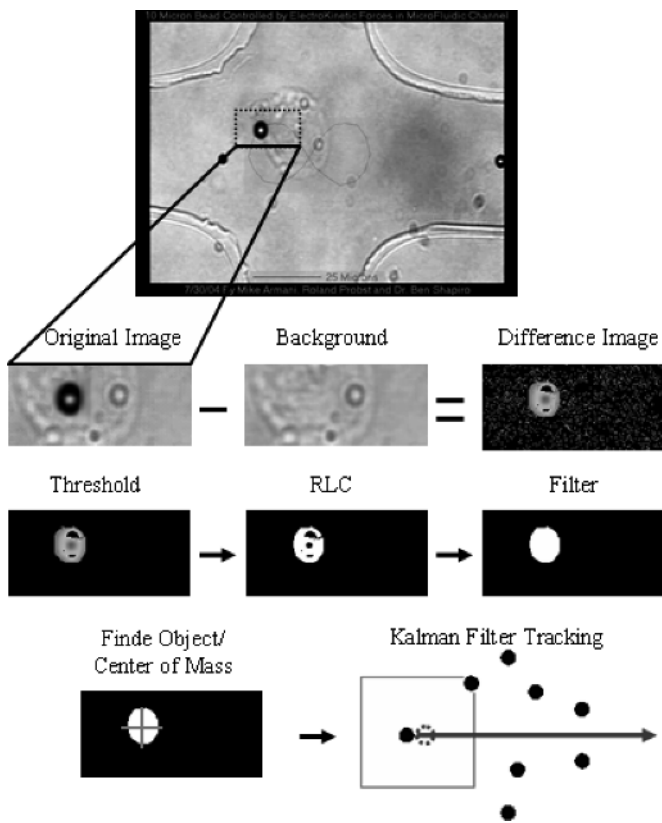 10 Micron Bead Controlled by ElectroKinetic Forces in MicroFluidic Channel
25 Microns
7/30/04 By Mike Armani, Roland Probst and Dr. Ben Shapiro
Original Image
Background
Difference Image
Threshold
RLC
Filter
Finde Object/
Center of Mass
Kalman Filter Tracking